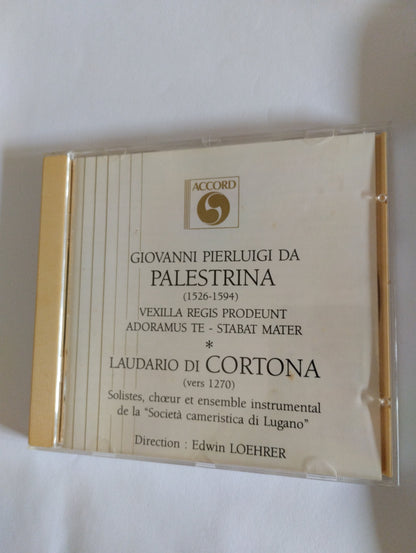 ACCORD
GIOVANNI PIERLUIGI DA
PALESTRINA
(1526-1594)
VEXILLA REGIS PRODEUNT
ADORAMUS TE - STABAT MATER
*
LAUDARIO DI CORTONA
(vers 1270)
Solistes, chœur et ensemble instrumental
de la "Società cameristica di Lugano"
Direction : Edwin LOEHRER